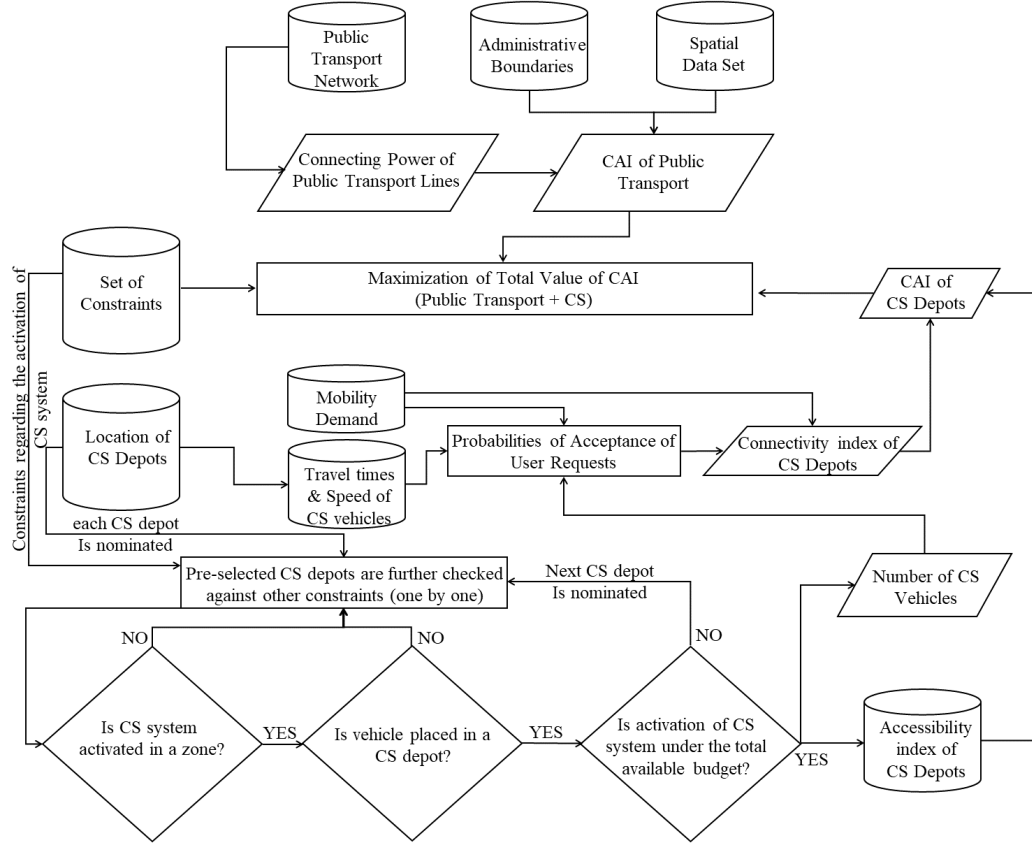 Public
Transport
Network
Administrative
Boundaries
Spatial
Data Set
Connecting Power of
Public Transport Lines
CAI of Public
Transport
Constraints regarding the activation of
CS system
Set of
Constraints
Maximization of Total Value of CAI
(Public Transport + CS)
CAI of
CS Depots
Mobility
Demand
Location of
CS Depots
Travel times
& Speed of
CS vehicles
Probabilities of Acceptance of
User Requests
Connectivity index of
CS Depots
each CS depot
Is nominated
Pre-selected CS depots are further checked
against other constraints (one by one)
Next CS depot
Is nominated
Number of CS
Vehicles
NO
NO
NO
Is CS system
activated in a zone?
YES
Is vehicle placed in a
CS depot?
YES
Is activation of CS
system under the total
available budget?
YES
Accessibility
index of
CS Depots